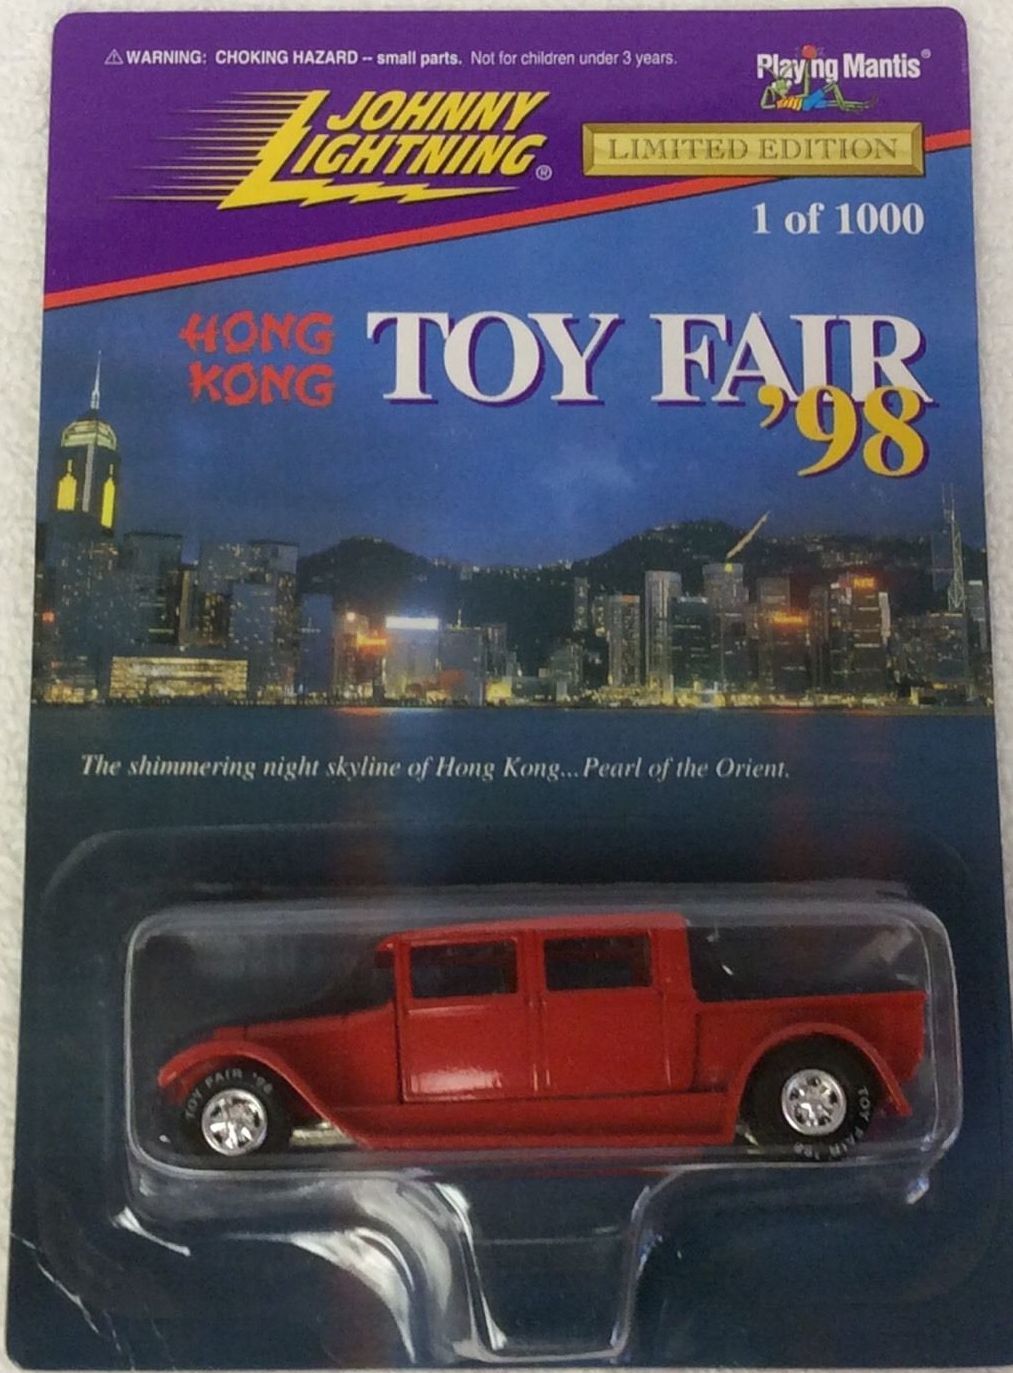 ⚠ WARNING: CHOKING HAZARD -- small parts. Not for children under 3 years.
Playing Mantis®
JOHNNY
LIGHTNING®
LIMITED EDITION
1 of 1000
HONG
KONG
TOY FAIR
'98
The shimmering night skyline of Hong Kong...Pearl of the Orient.
TOY FAIR '98
TOY FAIR '98